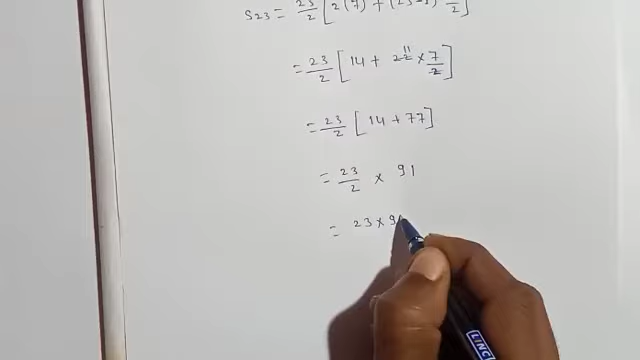 S23 = 23/2 [2(7) + (23-1) 7/2]
= 23/2 [14 + 22 11 × 7/2]
= 23/2 [14 + 77]
= 23/2 × 91
= 23×9
LINC